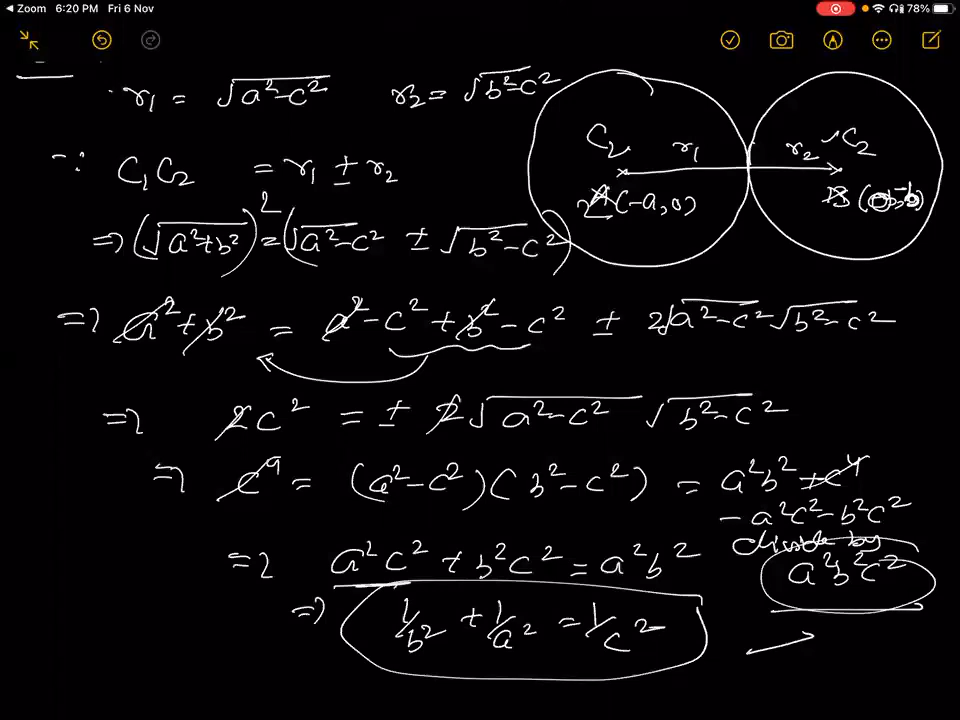 Zoom 6:20 PM Fri 6 Nov 78%
r₁ = √a²-c² r₂ = √b²-c²
∵ C₁C₂ = r₁ ± r₂
C₂ r₁ r₂ C₂
A(-a,0) B
⇒ (√a²+b²)² = (√a²-c² ± √b²-c²)
⇒ a²+b² = a²-c²+b²-c² ± 2√a²-c² √b²-c²
⇒ 2c² = ± 2√a²-c² √b²-c²
⇒ c⁴ = (a²-c²)(b²-c²) = a²b²+c⁴
-a²c²-b²c²
divide by
⇒ a²c²+b²c² = a²b² a²b²c²
⇒ 1/b² + 1/a² = 1/c²